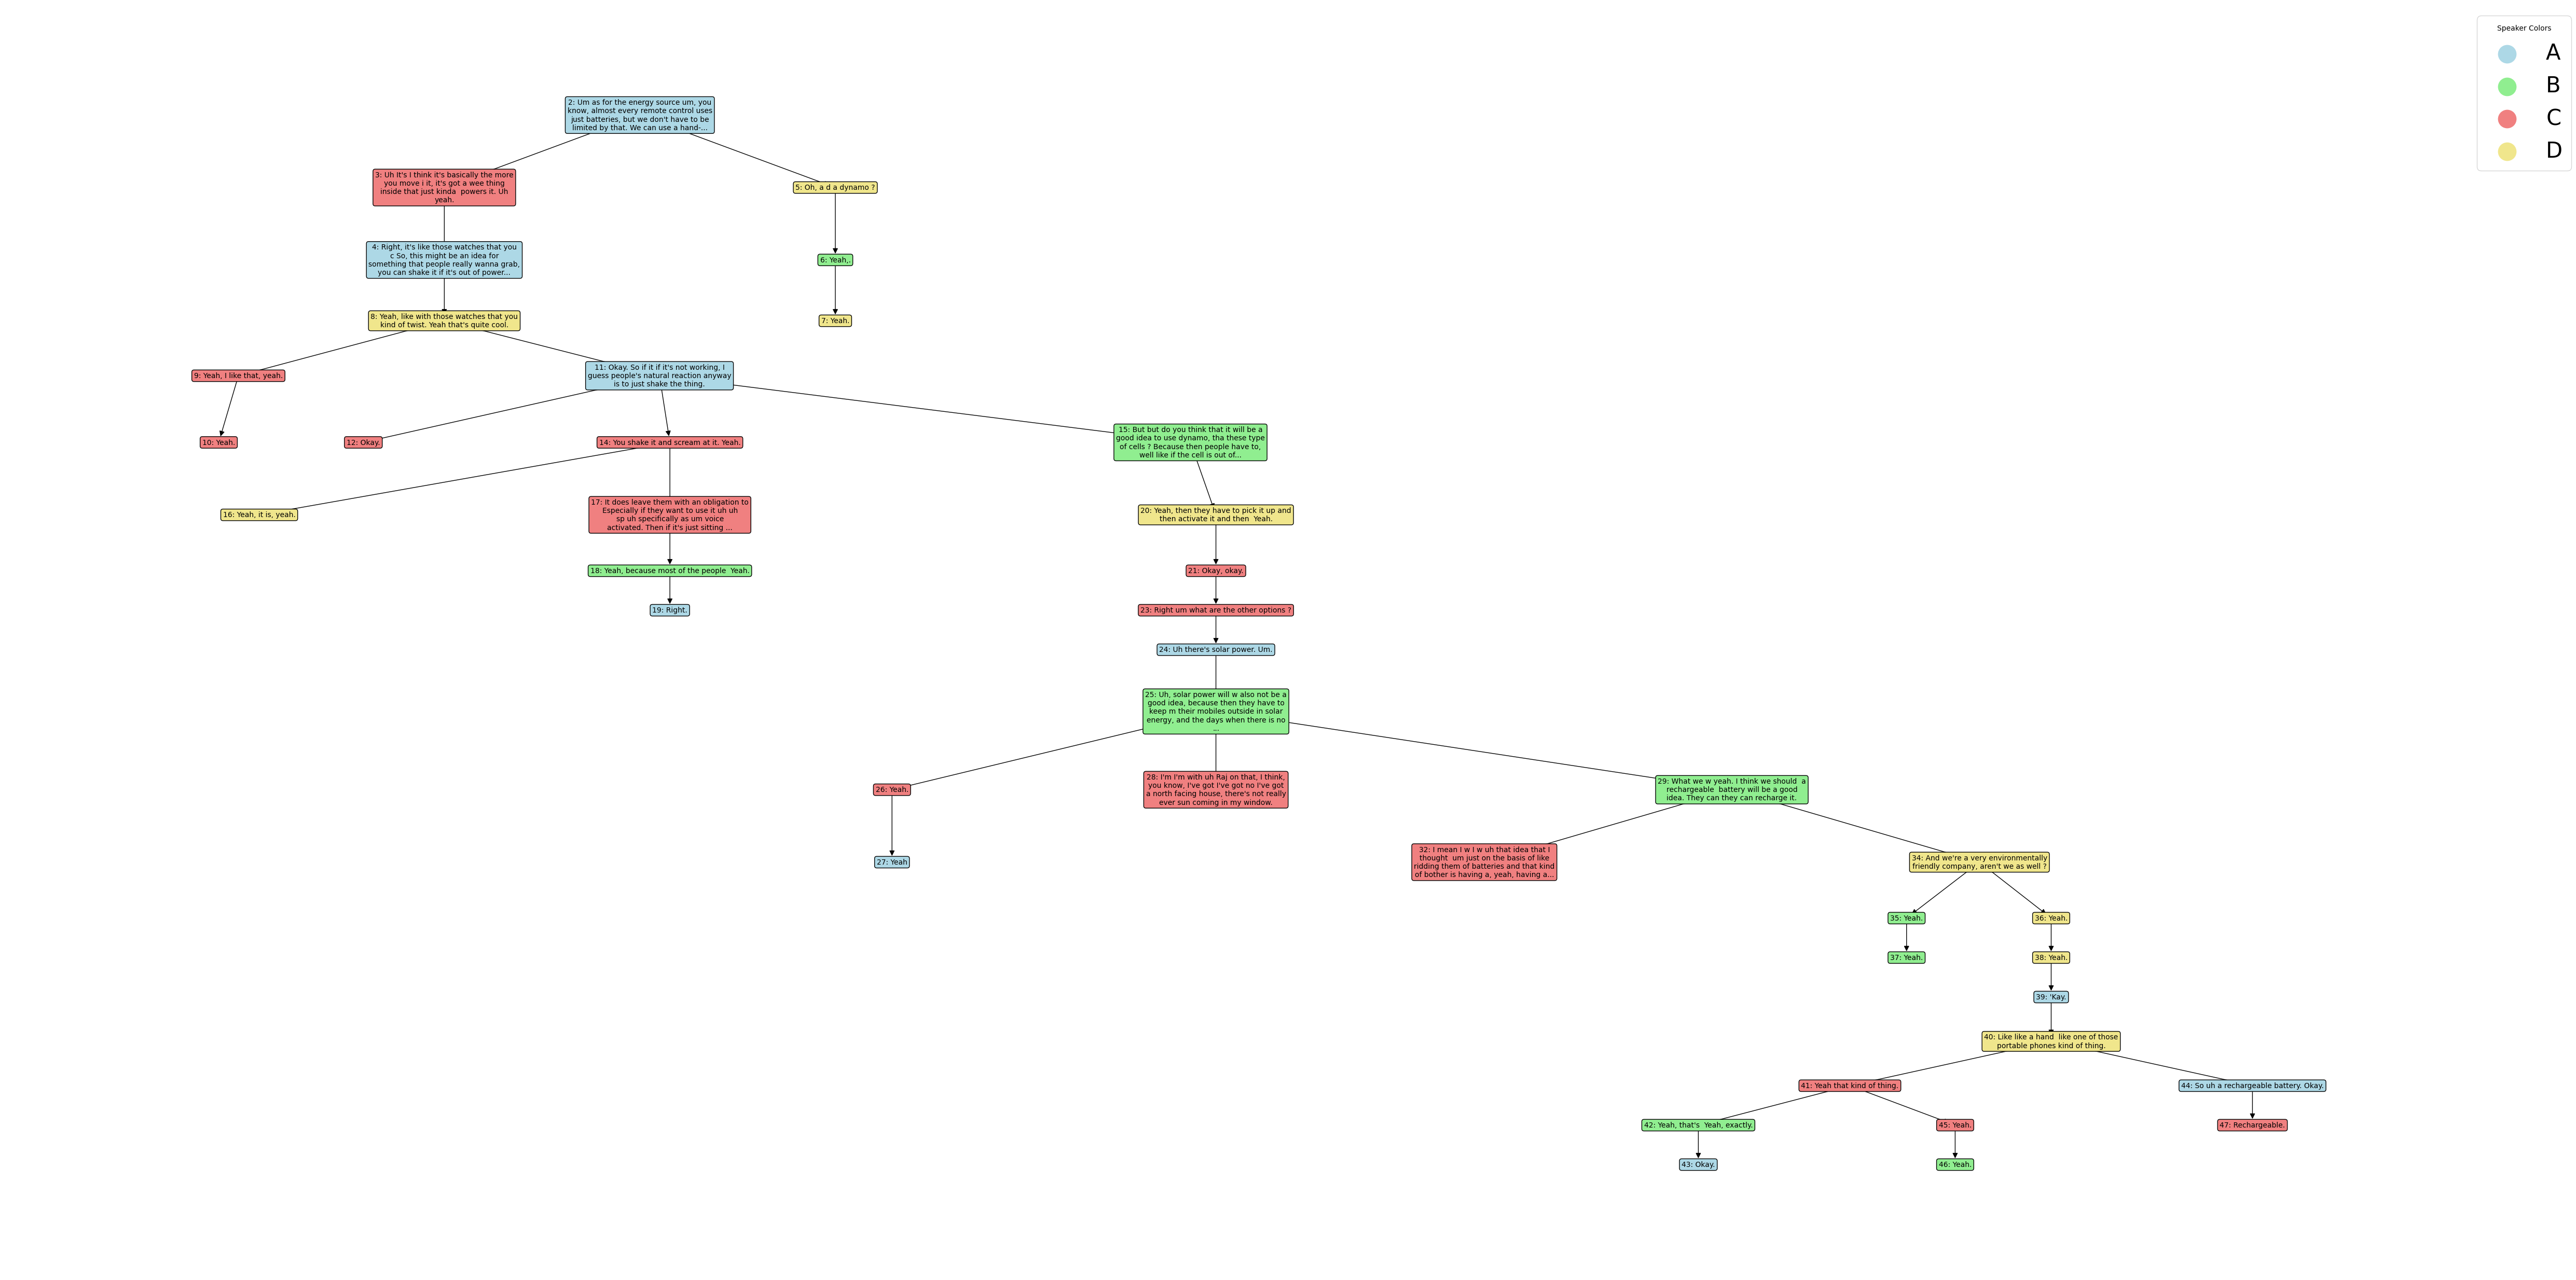 Speaker Colors
A
B
C
D
2: Um as for the energy source um, you
know, almost every remote control uses
just batteries, but we don't have to be
limited by that. We can use a hand-...
3: Uh It's I think it's basically the more
you move i it, it's got a wee thing
inside that just kinda  powers it. Uh
yeah.
5: Oh, a d a dynamo ?
4: Right, it's like those watches that you
c So, this might be an idea for
something that people really wanna grab,
you can shake it if it's out of power...
6: Yeah,.
8: Yeah, like with those watches that you
kind of twist. Yeah that's quite cool.
7: Yeah.
9: Yeah, I like that, yeah.
11: Okay. So if it if it's not working, I
guess people's natural reaction anyway
is to just shake the thing.
10: Yeah.
12: Okay.
14: You shake it and scream at it. Yeah.
15: But but do you think that it will be a
good idea to use dynamo, tha these type
of cells ? Because then people have to,
well like if the cell is out of...
16: Yeah, it is, yeah.
17: It does leave them with an obligation to
Especially if they want to use it uh uh
sp uh specifically as um voice
activated. Then if it's just sitting ...
20: Yeah, then they have to pick it up and
then activate it and then  Yeah.
18: Yeah, because most of the people  Yeah.
21: Okay, okay.
19: Right.
23: Right um what are the other options ?
24: Uh there's solar power. Um.
25: Uh, solar power will w also not be a
good idea, because then they have to
keep m their mobiles outside in solar
energy, and the days when there is no
...
26: Yeah.
28: I'm I'm with uh Raj on that, I think,
you know, I've got I've got no I've got
a north facing house, there's not really
ever sun coming in my window.
29: What we w yeah. I think we should  a
rechargeable  battery will be a good
idea. They can they can recharge it.
27: Yeah
32: I mean I w I w uh that idea that I
thought  um just on the basis of like
ridding them of batteries and that kind
of bother is having a, yeah, having a...
34: And we're a very environmentally
friendly company, aren't we as well ?
35: Yeah.
36: Yeah.
37: Yeah.
38: Yeah.
39: 'Kay.
40: Like like a hand  like one of those
portable phones kind of thing.
41: Yeah that kind of thing.
44: So uh a rechargeable battery. Okay.
42: Yeah, that's  Yeah, exactly.
45: Yeah.
47: Rechargeable.
43: Okay.
46: Yeah.